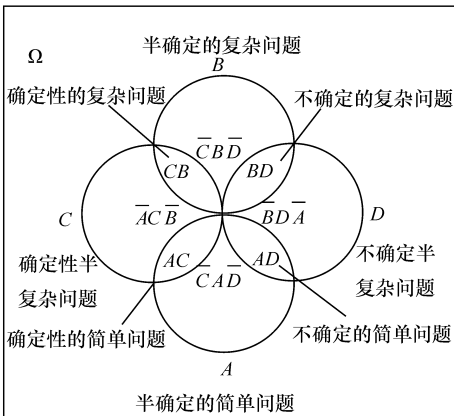 半确定的复杂问题
Ω
B
确定性的复杂问题
不确定的复杂问题
C̅BD̅
CB
BD
C
A̅CB̅
B̅DA̅
D
确定性半
复杂问题
不确定半
复杂问题
AC
AD
C̅AD̅
确定性的简单问题
不确定的简单问题
A
半确定的简单问题